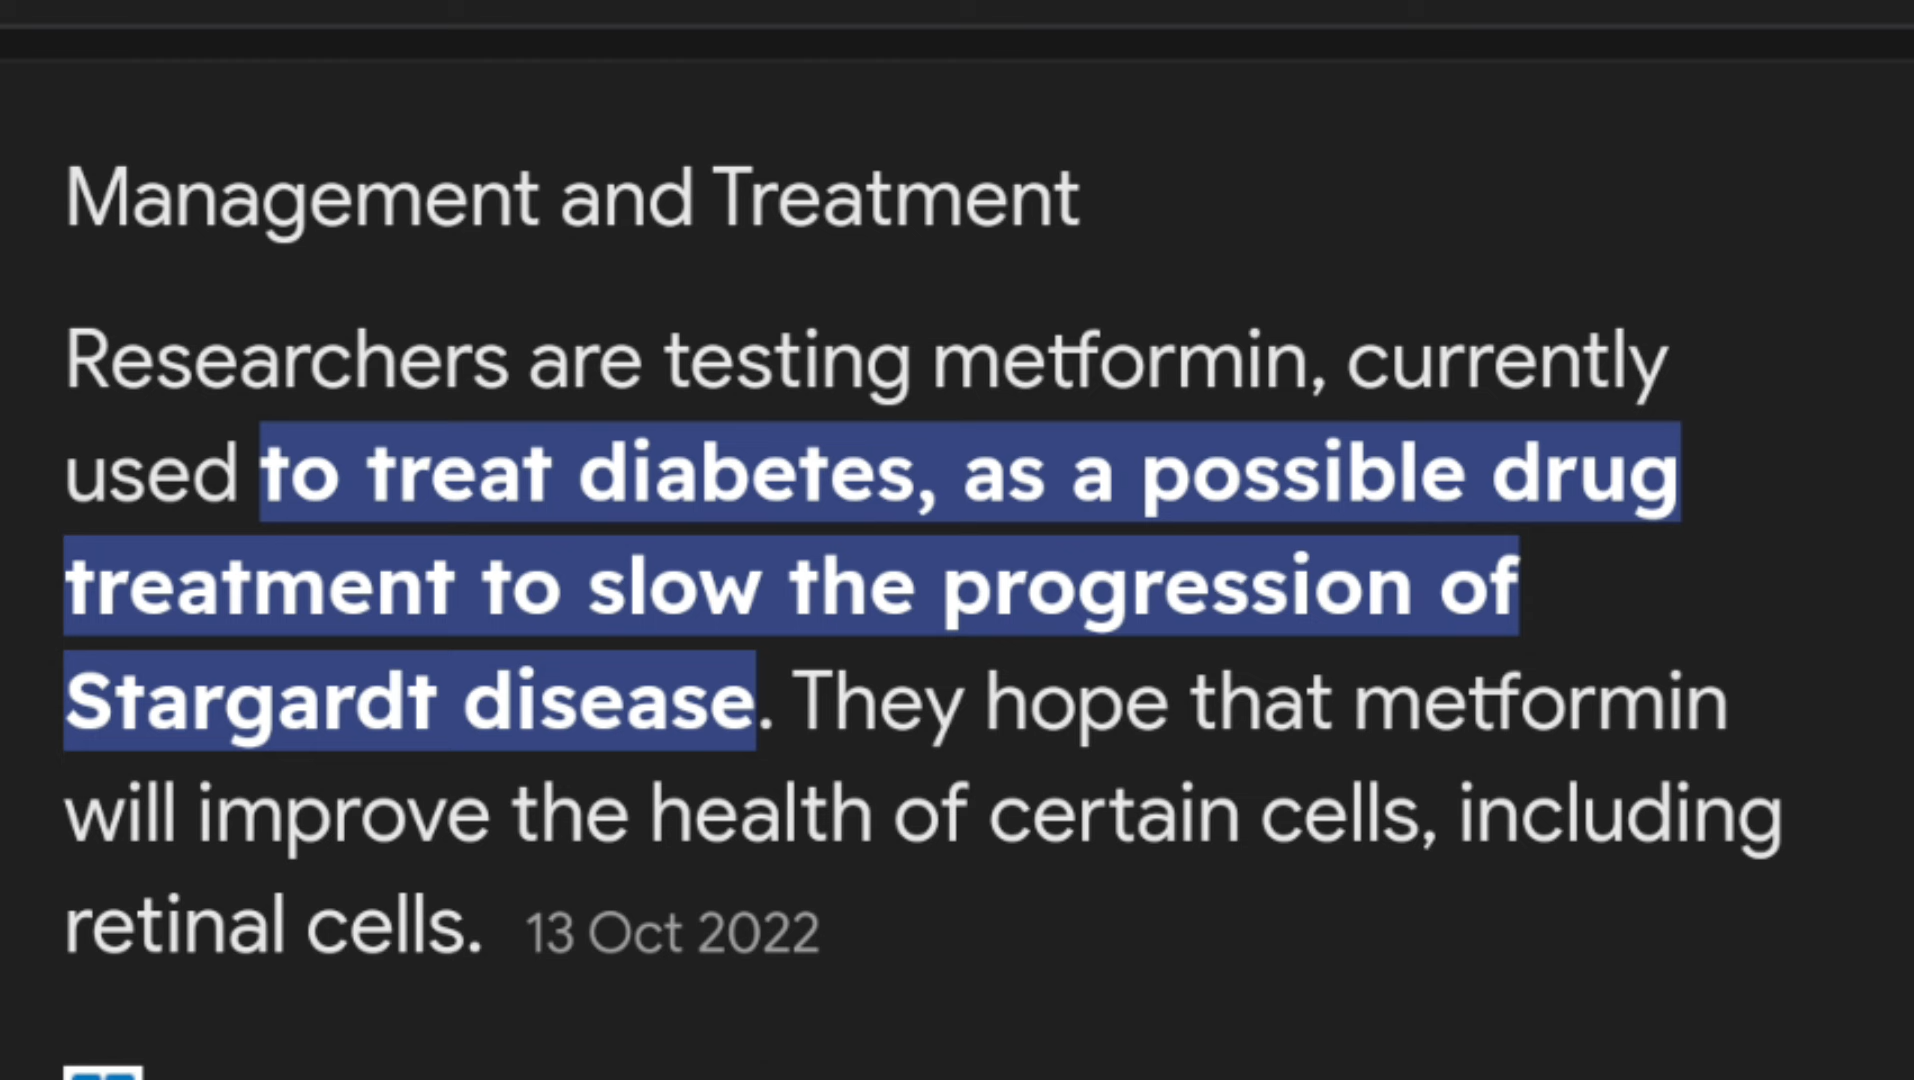 Management and Treatment
Researchers are testing metformin, currently
used to treat diabetes, as a possible drug
treatment to slow the progression of
Stargardt disease. They hope that metformin
will improve the health of certain cells, including
retinal cells. 13 Oct 2022